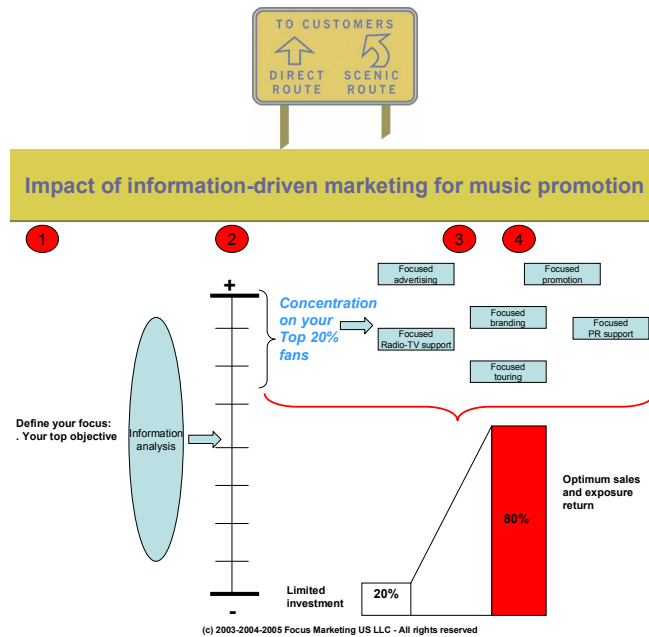 TO CUSTOMERS
DIRECT
ROUTE
SCENIC
ROUTE
Impact of information-driven marketing for music promotion
1
2
3
4
+
Concentration
on your
Top 20%
fans
Focused
advertising
Focused
promotion
Focused
branding
Focused
Radio-TV support
Focused
PR support
Focused
touring
Define your focus:
. Your top objective
Information
analysis
Optimum sales
and exposure
return
80%
Limited
investment
20%
-
(c) 2003-2004-2005 Focus Marketing US LLC - All rights reserved